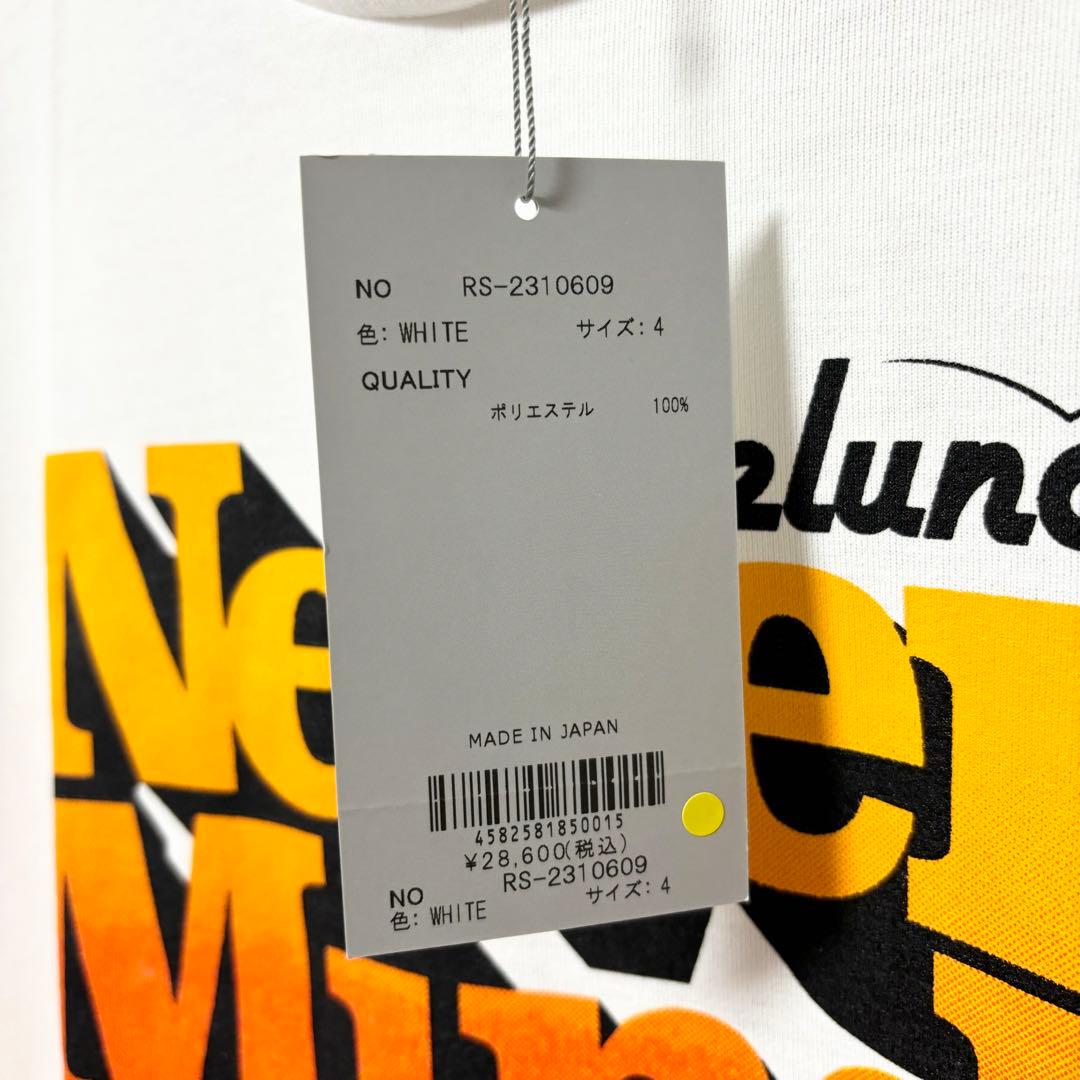 NO RS-2310609
色: WHITE サイズ: 4
QUALITY
ポリエステル 100%
MADE IN JAPAN
4582581850015
¥28,600(税込)
NO RS-2310609
色: WHITE サイズ: 4